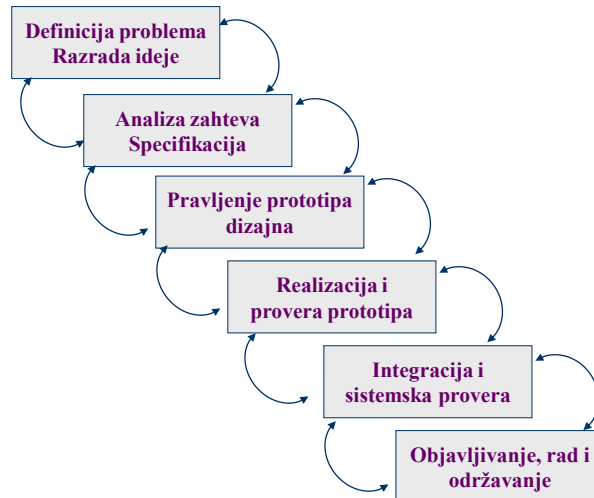 Definicija problema
Razrada ideje
Analiza zahteva
Specifikacija
Pravljenje prototipa
dizajna
Realizacija i
provera prototipa
Integracija i
sistemska provera
Objavljivanje, rad i
održavanje